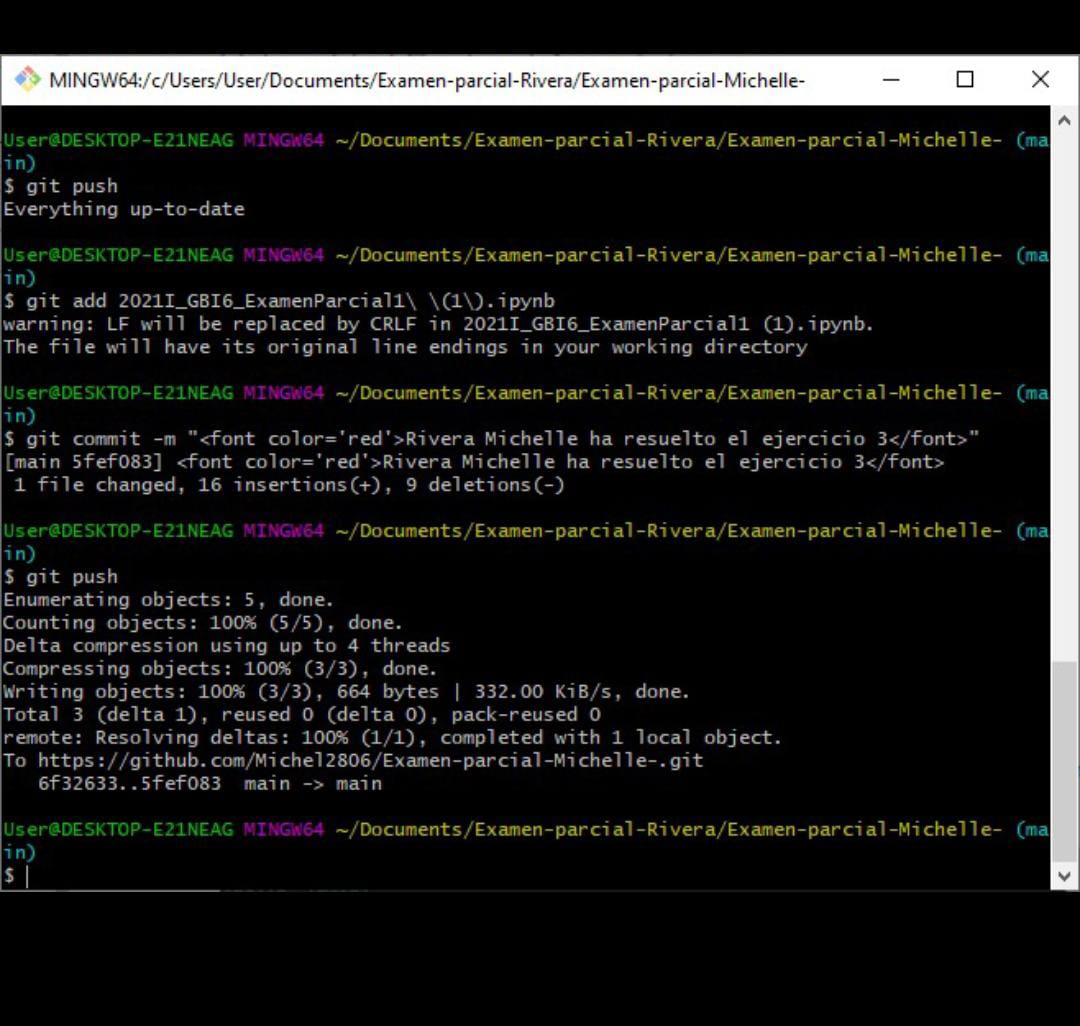 MINGW64:/c/Users/User/Documents/Examen-parcial-Rivera/Examen-parcial-Michelle-
User@DESKTOP-E21NEAG MINGW64 ~/Documents/Examen-parcial-Rivera/Examen-parcial-Michelle- (ma
in)
$ git push
Everything up-to-date
User@DESKTOP-E21NEAG MINGW64 ~/Documents/Examen-parcial-Rivera/Examen-parcial-Michelle- (ma
in)
$ git add 2021I_GBI6_ExamenParcial1\ \(1\).ipynb
warning: LF will be replaced by CRLF in 2021I_GBI6_ExamenParcial1 (1).ipynb.
The file will have its original line endings in your working directory
User@DESKTOP-E21NEAG MINGW64 ~/Documents/Examen-parcial-Rivera/Examen-parcial-Michelle- (ma
in)
$ git commit -m "<font color='red'>Rivera Michelle ha resuelto el ejercicio 3</font>"
[main 5fef083] <font color='red'>Rivera Michelle ha resuelto el ejercicio 3</font>
1 file changed, 16 insertions(+), 9 deletions(-)
User@DESKTOP-E21NEAG MINGW64 ~/Documents/Examen-parcial-Rivera/Examen-parcial-Michelle- (ma
in)
$ git push
Enumerating objects: 5, done.
Counting objects: 100% (5/5), done.
Delta compression using up to 4 threads
Compressing objects: 100% (3/3), done.
Writing objects: 100% (3/3), 664 bytes | 332.00 KiB/s, done.
Total 3 (delta 1), reused 0 (delta 0), pack-reused 0
remote: Resolving deltas: 100% (1/1), completed with 1 local object.
To https://github.com/Michel2806/Examen-parcial-Michelle-.git
6f32633..5fef083  main -> main
User@DESKTOP-E21NEAG MINGW64 ~/Documents/Examen-parcial-Rivera/Examen-parcial-Michelle- (ma
in)
$